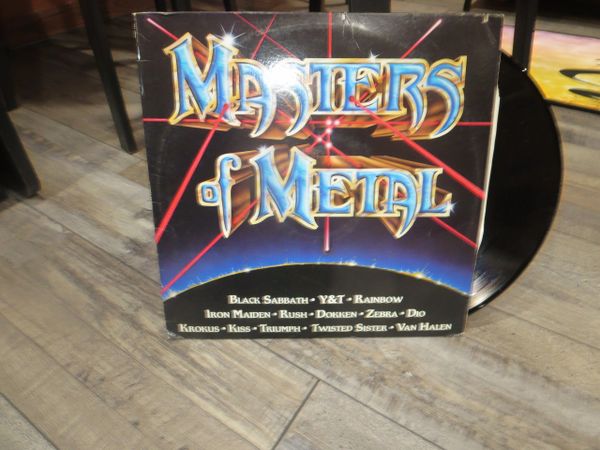 Masters
of Metal
Black Sabbath • Y&T • Rainbow
Iron Maiden • Rush • Dokken • Zebra • Dio
Krokus • Kiss • Triumph • Twisted Sister • Van Halen